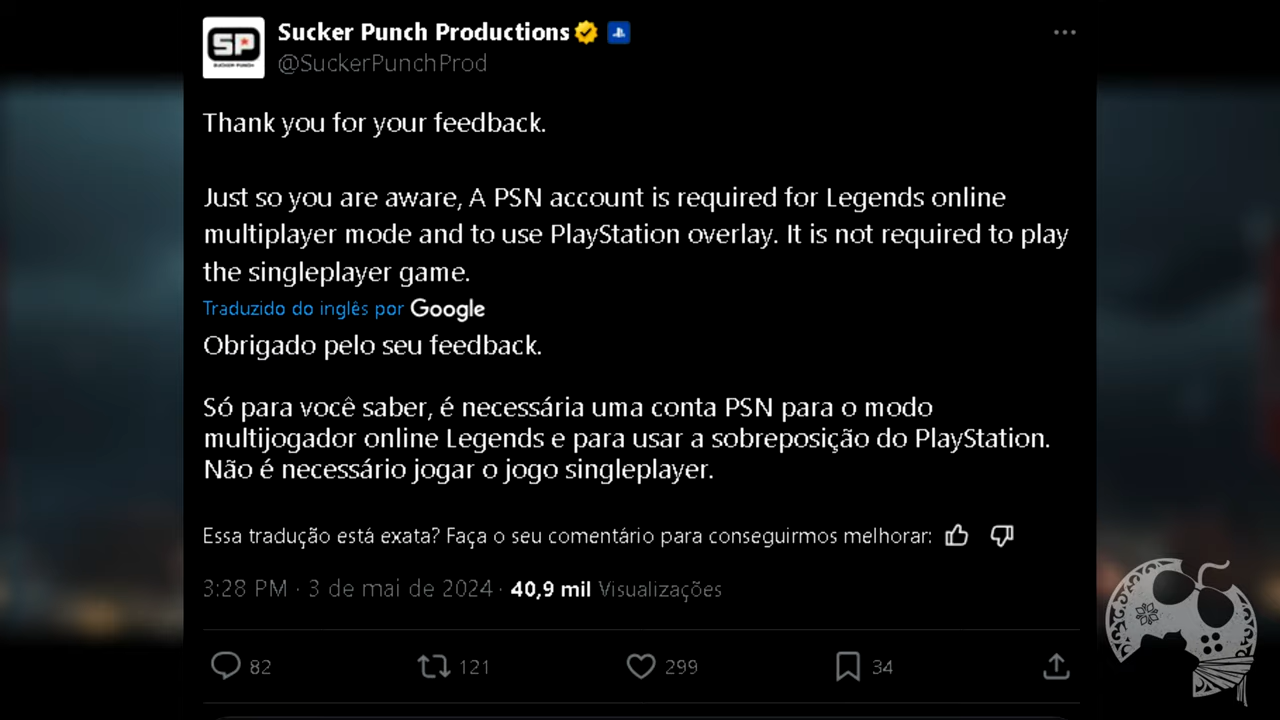 SP
SUCKER PUNCH
Sucker Punch Productions
@SuckerPunchProd
Thank you for your feedback.
Just so you are aware, A PSN account is required for Legends online
multiplayer mode and to use PlayStation overlay. It is not required to play
the singleplayer game.
Traduzido do inglês por Google
Obrigado pelo seu feedback.
Só para você saber, é necessária uma conta PSN para o modo
multijogador online Legends e para usar a sobreposição do PlayStation.
Não é necessário jogar o jogo singleplayer.
Essa tradução está exata? Faça o seu comentário para conseguirmos melhorar:
3:28 PM · 3 de mai de 2024 · 40,9 mil Visualizações
82 121 299 34